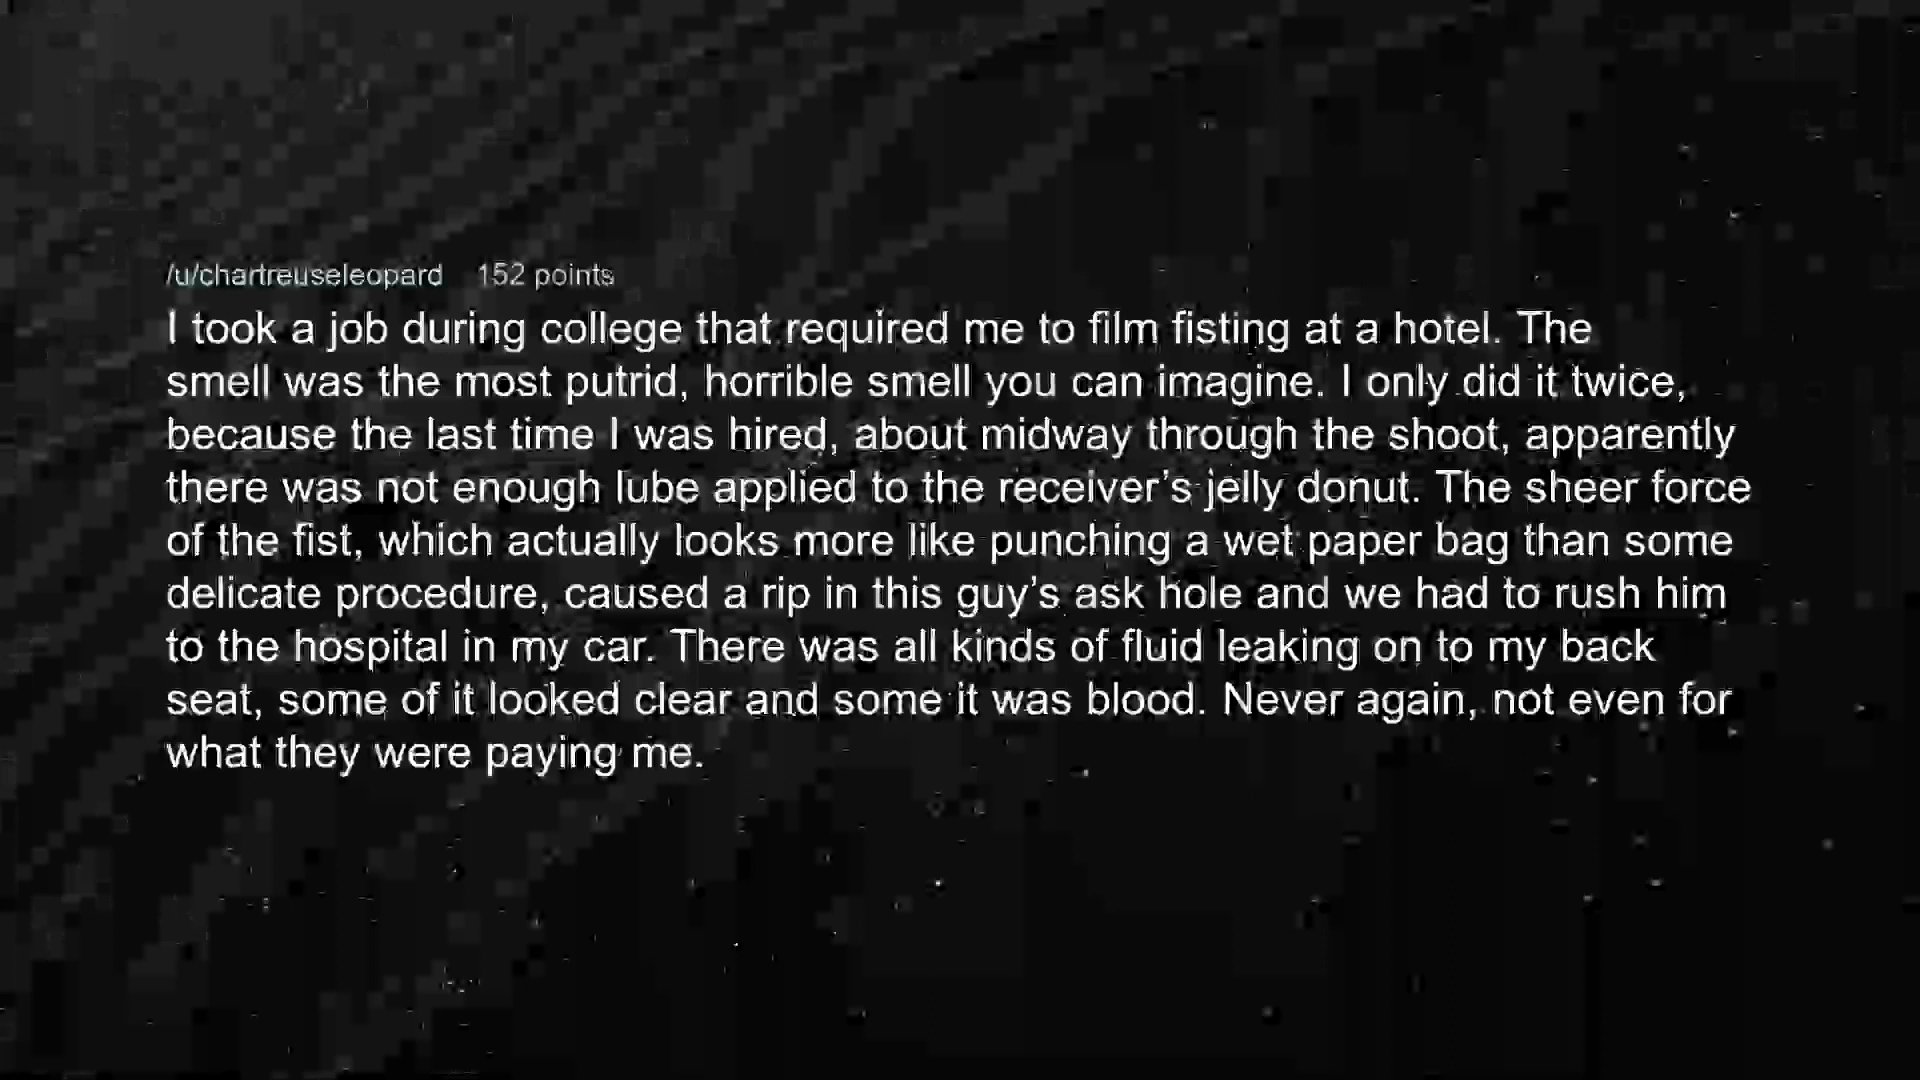 /u/chartreuseleopard 152 points
I took a job during college that required me to film fisting at a hotel. The
smell was the most putrid, horrible smell you can imagine. I only did it twice,
because the last time I was hired, about midway through the shoot, apparently
there was not enough lube applied to the receiver’s jelly donut. The sheer force
of the fist, which actually looks more like punching a wet paper bag than some
delicate procedure, caused a rip in this guy’s ask hole and we had to rush him
to the hospital in my car. There was all kinds of fluid leaking on to my back
seat, some of it looked clear and some it was blood. Never again, not even for
what they were paying me.